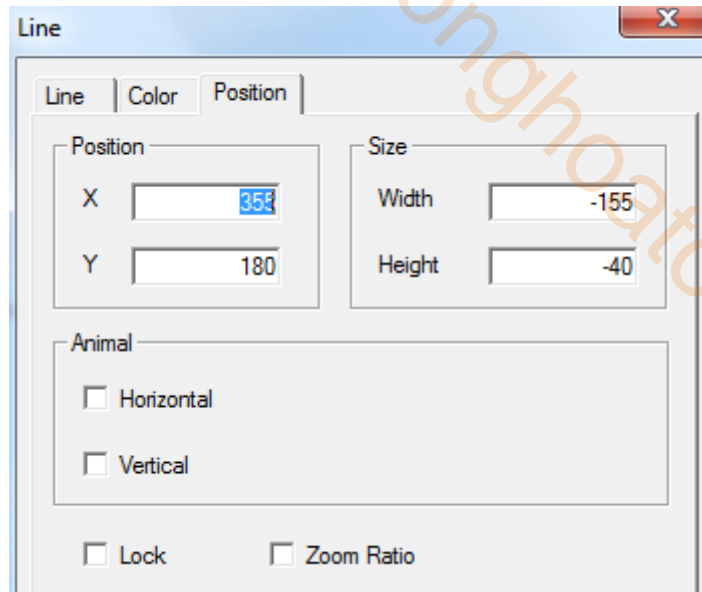 Line
Line Color Position
Position
X 355
Y 180
Size
Width -155
Height -40
Animal
Horizontal
Vertical
Lock Zoom Ratio